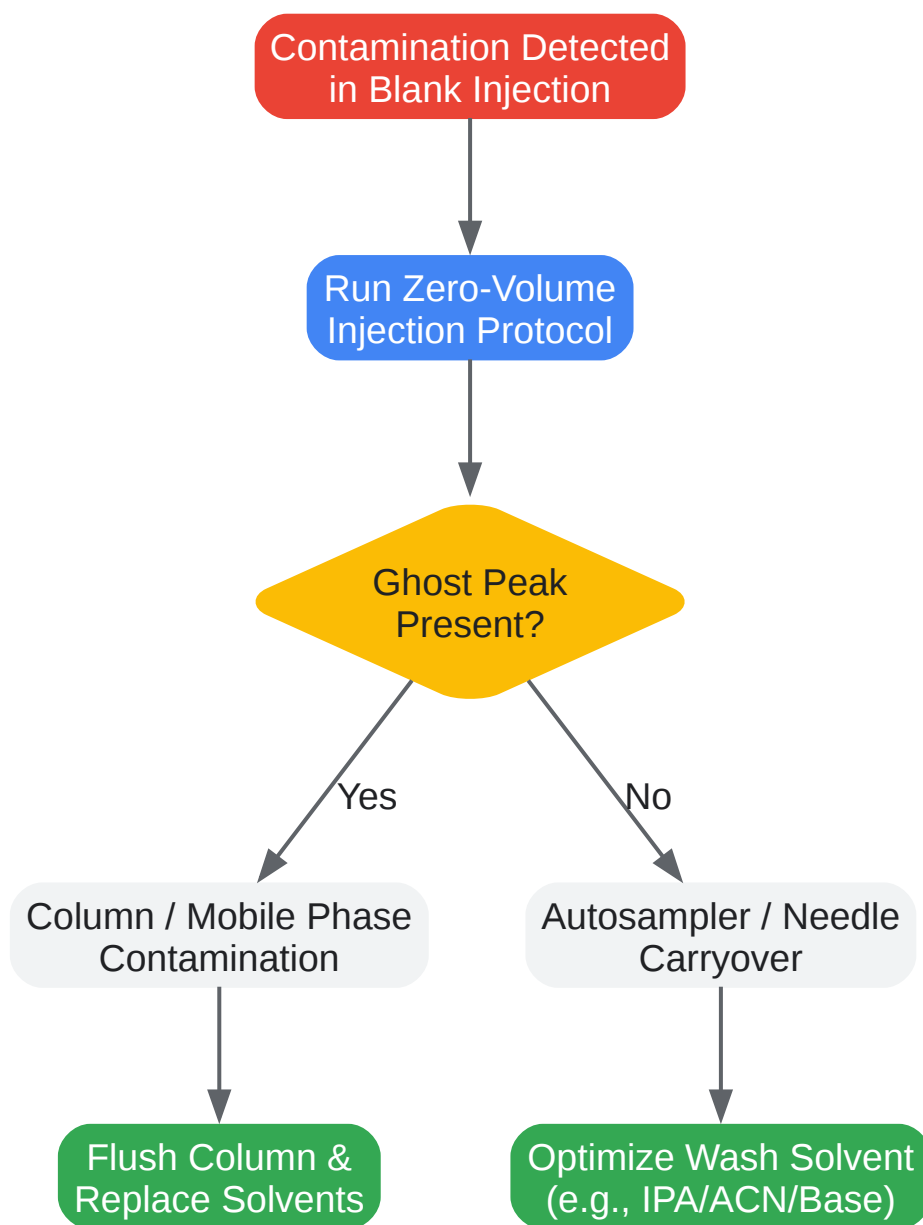 Contamination Detected
in Blank Injection
Run Zero-Volume
Injection Protocol
Ghost Peak
Present?
Yes
No
Column / Mobile Phase
Contamination
Autosampler / Needle
Carryover
Flush Column &
Replace Solvents
Optimize Wash Solvent
(e.g., IPA/ACN/Base)